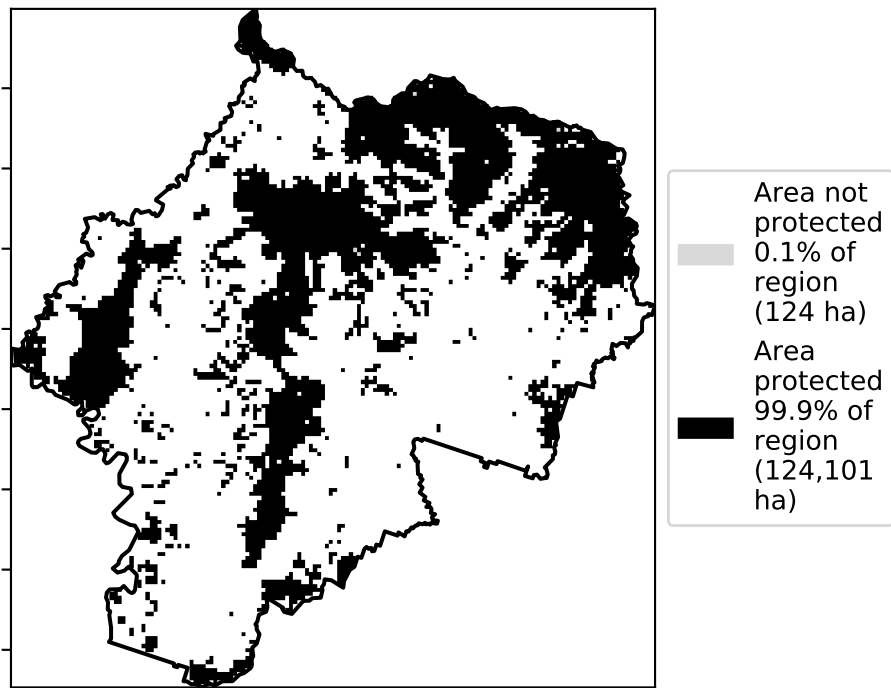 Area not
protected
0.1% of
region
(124 ha)
Area
protected
99.9% of
region
(124,101
ha)